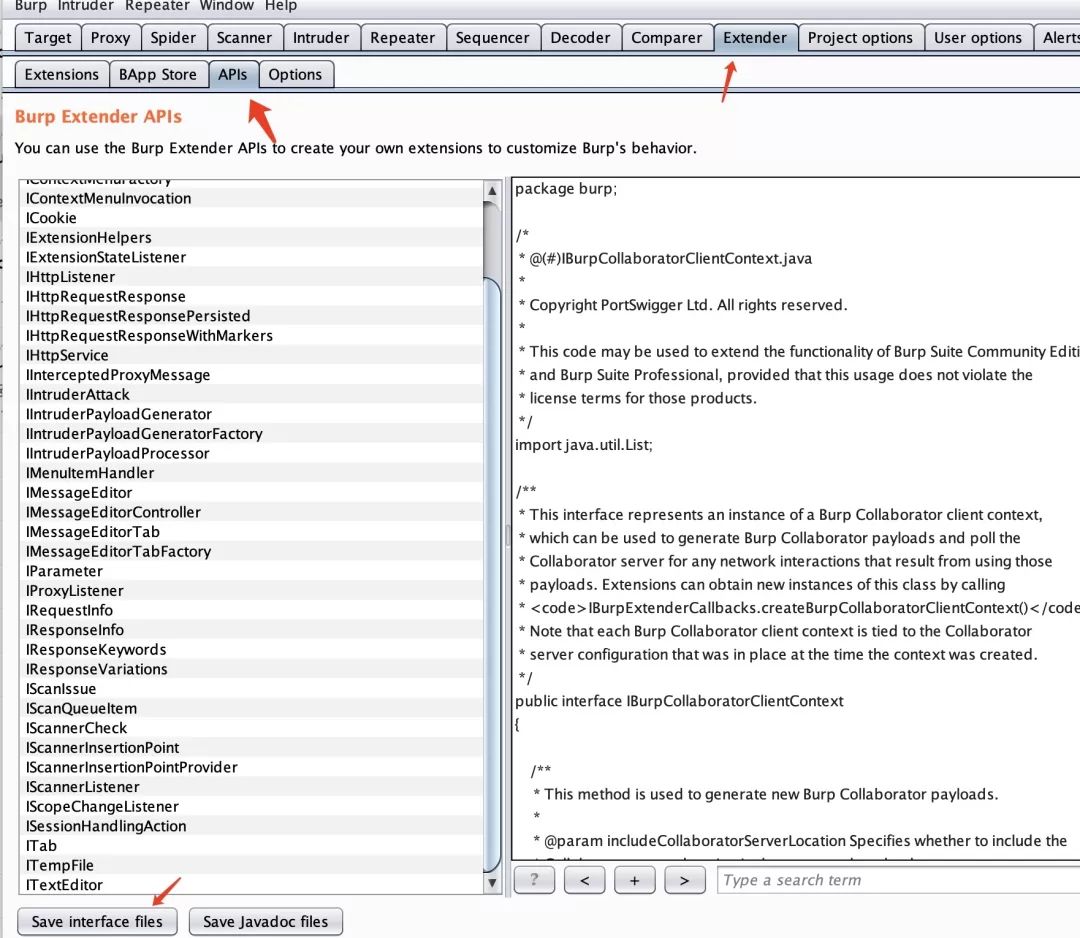 Burp Intruder Repeater Window Help
Target Proxy Spider Scanner Intruder Repeater Sequencer Decoder Comparer Extender Project options User options Alerts
Extensions BApp Store APIs Options
Burp Extender APIs
You can use the Burp Extender APIs to create your own extensions to customize Burp's behavior.
IContextMenuFactory
IContextMenuInvocation
ICookie
IExtensionHelpers
IExtensionStateListener
IHttpListener
IHttpRequestResponse
IHttpRequestResponsePersisted
IHttpRequestResponseWithMarkers
IHttpService
IInterceptedProxyMessage
IIntruderAttack
IIntruderPayloadGenerator
IIntruderPayloadGeneratorFactory
IIntruderPayloadProcessor
IMenuItemHandler
IMessageEditor
IMessageEditorController
IMessageEditorTab
IMessageEditorTabFactory
IParameter
IProxyListener
IRequestInfo
IResponseInfo
IResponseKeywords
IResponseVariations
IScanIssue
IScanQueueItem
IScannerCheck
IScannerInsertionPoint
IScannerInsertionPointProvider
IScannerListener
IScopeChangeListener
ISessionHandlingAction
ITab
ITempFile
ITextEditor
package burp;
/*
* @(#)IBurpCollaboratorClientContext.java
*
* Copyright PortSwigger Ltd. All rights reserved.
*
* This code may be used to extend the functionality of Burp Suite Community Editi
* and Burp Suite Professional, provided that this usage does not violate the
* license terms for those products.
*/
import java.util.List;
/**
* This interface represents an instance of a Burp Collaborator client context,
* which can be used to generate Burp Collaborator payloads and poll the
* Collaborator server for any network interactions that result from using those
* payloads. Extensions can obtain new instances of this class by calling
* <code>IBurpExtenderCallbacks.createBurpCollaboratorClientContext()</code
* Note that each Burp Collaborator client context is tied to the Collaborator
* server configuration that was in place at the time the context was created.
*/
public interface IBurpCollaboratorClientContext
{
/**
* This method is used to generate new Burp Collaborator payloads.
*
* @param includeCollaboratorServerLocation Specifies whether to include the
? < + > Type a search term
Save interface files Save Javadoc files